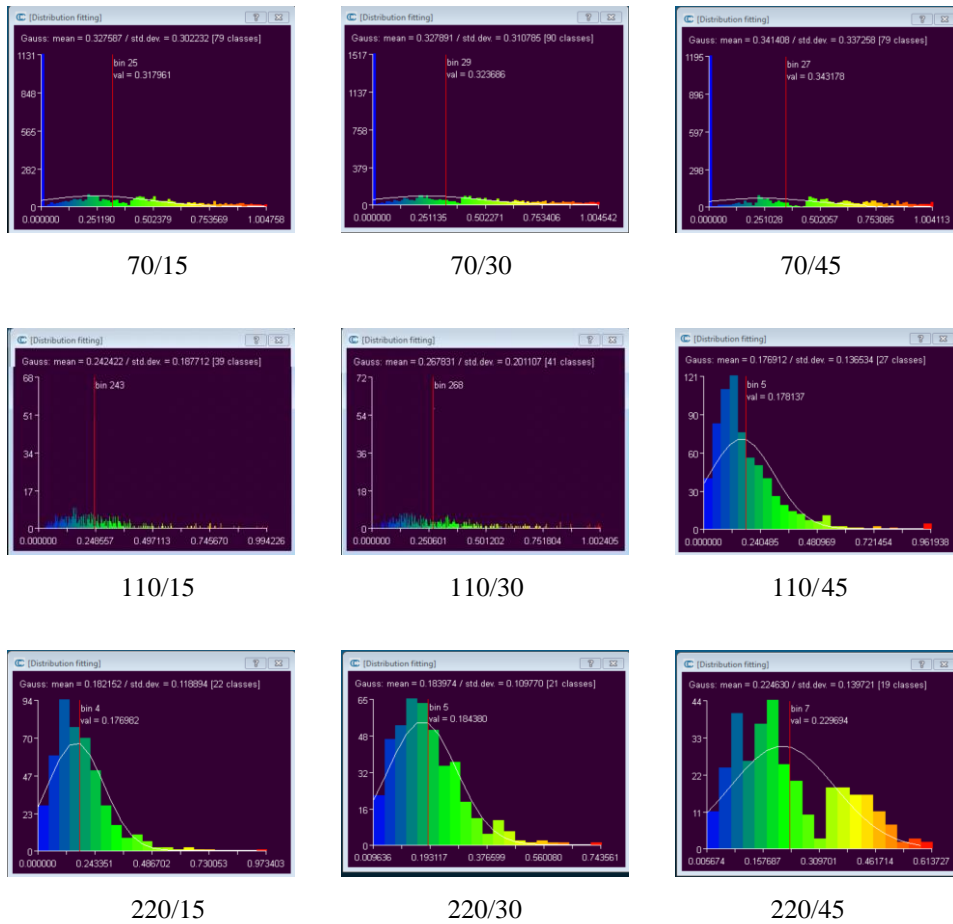 [Distribution fitting]
Gauss: mean = 0.327587 / std.dev. = 0.302232 [79 classes]
1131
bin 25
val = 0.317961
848
565
282
0
0.000000 0.251190 0.502379 0.753569 1.004758
70/15
[Distribution fitting]
Gauss: mean = 0.327891 / std.dev. = 0.310785 [90 classes]
1517
bin 29
val = 0.323686
1137
758
379
0
0.000000 0.251135 0.502271 0.753406 1.004542
70/30
[Distribution fitting]
Gauss: mean = 0.341408 / std.dev. = 0.337258 [79 classes]
1195
bin 27
val = 0.343178
896
597
298
0
0.000000 0.251028 0.502057 0.753085 1.004113
70/45
[Distribution fitting]
Gauss: mean = 0.242422 / std.dev. = 0.187712 [39 classes]
68
bin 243
51
34
17
0
0.000000 0.248557 0.497113 0.745670 0.994226
110/15
[Distribution fitting]
Gauss: mean = 0.267831 / std.dev. = 0.201107 [41 classes]
72
bin 268
54
36
18
0
0.000000 0.250601 0.501202 0.751804 1.002405
110/30
[Distribution fitting]
Gauss: mean = 0.176912 / std.dev. = 0.136534 [27 classes]
121
bin 5
val = 0.178137
90
60
30
0
0.000000 0.240485 0.480969 0.721454 0.961938
110/45
[Distribution fitting]
Gauss: mean = 0.182152 / std.dev. = 0.118894 [22 classes]
94
bin 4
val = 0.176982
70
47
23
0
0.000000 0.243351 0.486702 0.730053 0.973403
220/15
[Distribution fitting]
Gauss: mean = 0.183974 / std.dev. = 0.109770 [21 classes]
65
bin 5
val = 0.184380
48
32
16
0
0.009636 0.193117 0.376599 0.560080 0.743561
220/30
[Distribution fitting]
Gauss: mean = 0.224630 / std.dev. = 0.139721 [19 classes]
44
bin 7
val = 0.229694
33
22
11
0
0.005674 0.157687 0.309701 0.461714 0.613727
220/45